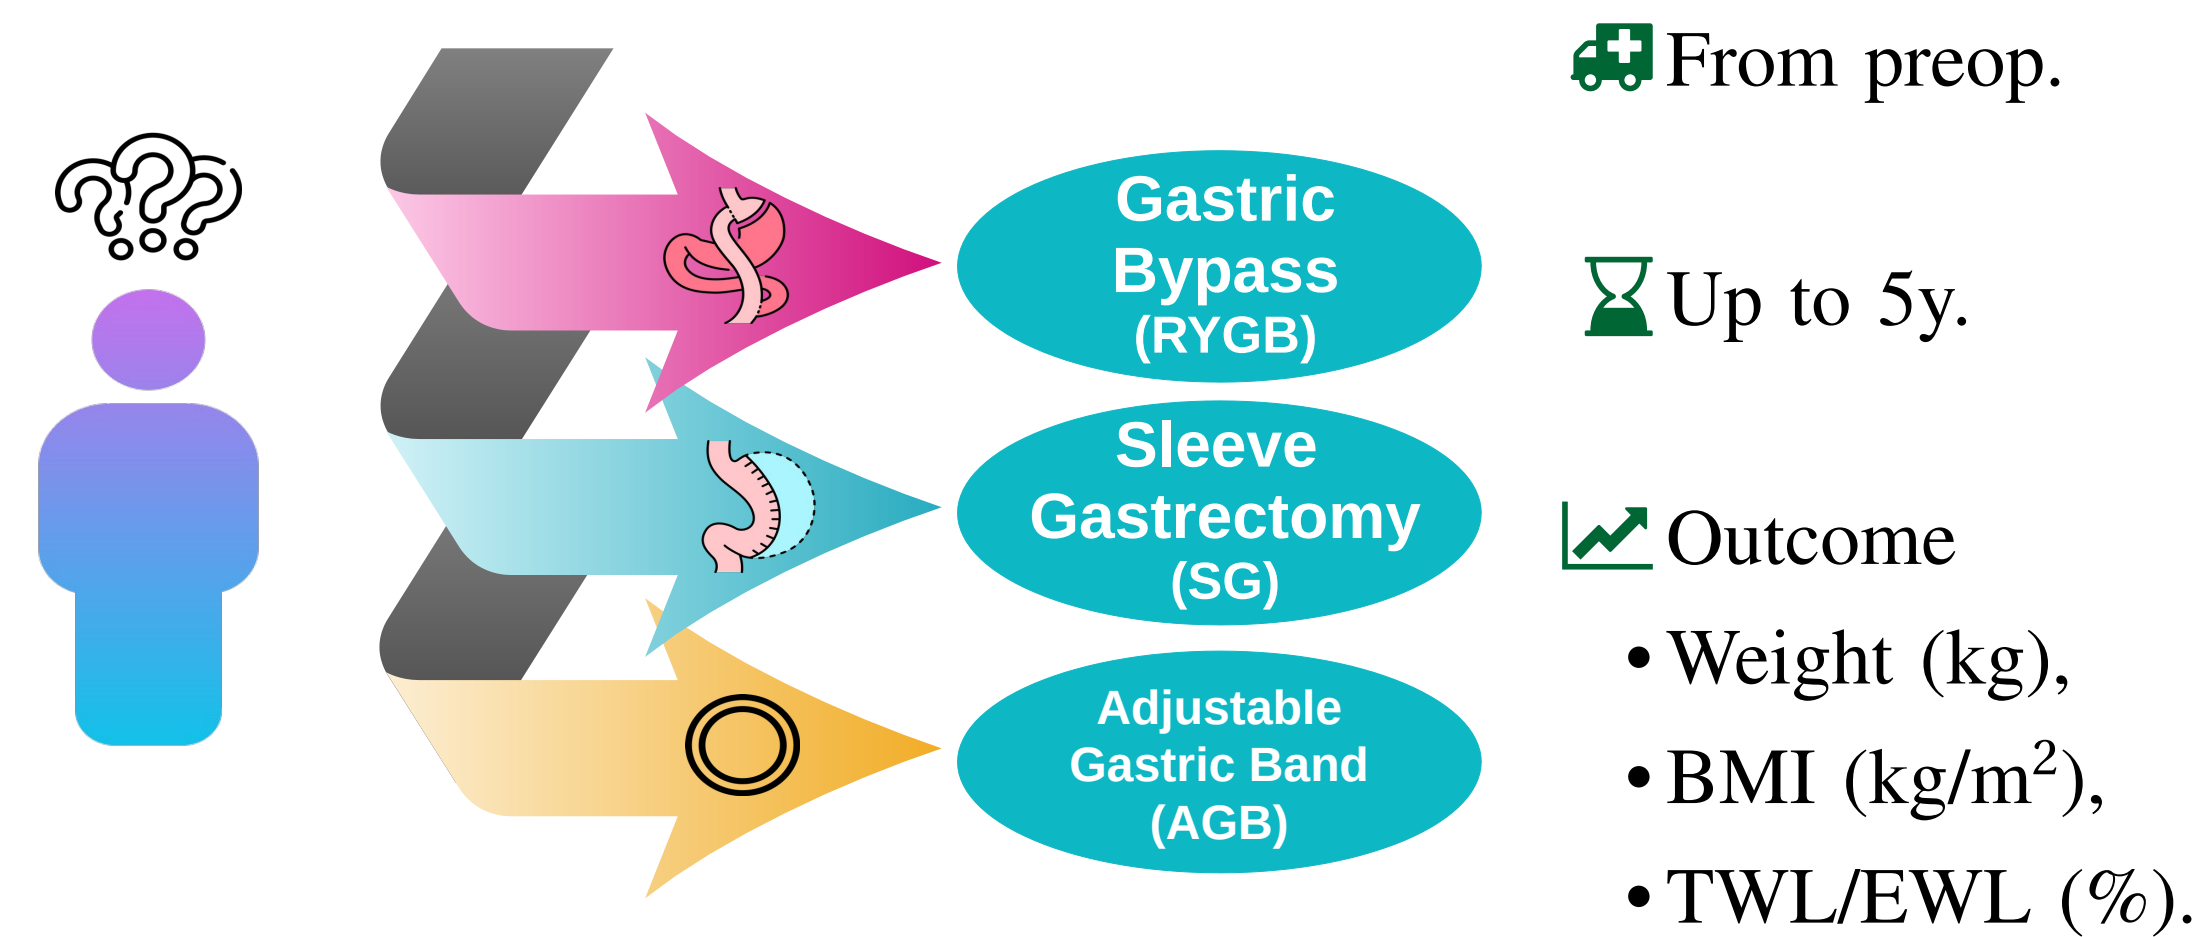 Gastric
Bypass
(RYGB)
Sleeve
Gastrectomy
(SG)
Adjustable
Gastric Band
(AGB)
From preop.
Up to 5y.
Outcome
• Weight (kg),
• BMI (kg/m²),
• TWL/EWL (%).